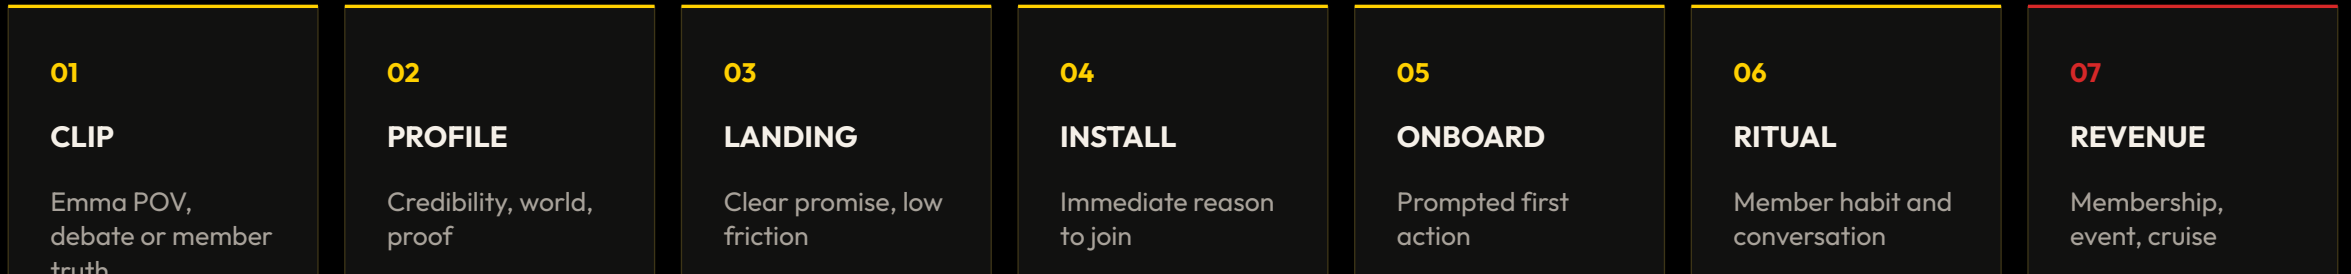 01
CLIP
Emma POV,
debate or member
truth
02
PROFILE
Credibility, world,
proof
03
LANDING
Clear promise, low
friction
04
INSTALL
Immediate reason
to join
05
ONBOARD
Prompted first
action
06
RITUAL
Member habit and
conversation
07
REVENUE
Membership,
event, cruise